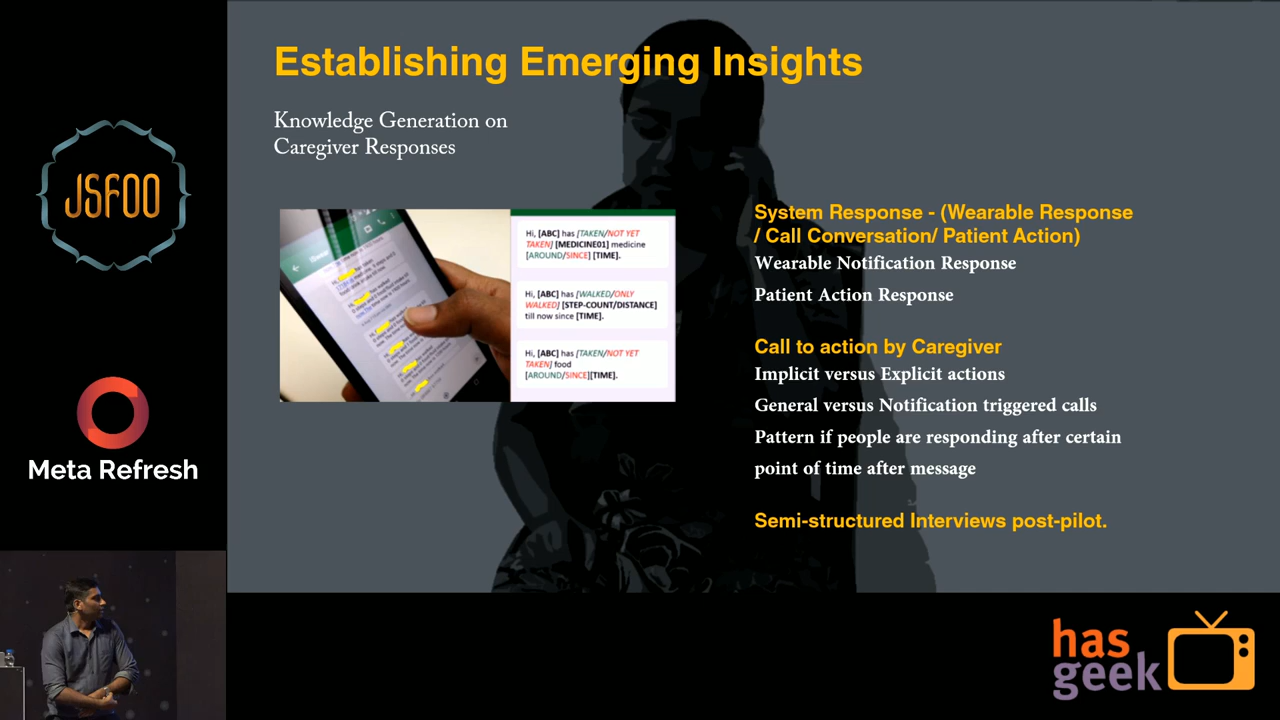 Establishing Emerging Insights
Knowledge Generation on
Caregiver Responses
JSFOO
Meta Refresh
Hi, [ABC] has [TAKEN/NOT YET
TAKEN] [MEDICINE01] medicine
[AROUND/SINCE] [TIME].
Hi, [ABC] has [WALKED/ONLY
WALKED] [STEP-COUNT/DISTANCE]
till now since [TIME].
Hi, [ABC] has [TAKEN/NOT YET
TAKEN] food
[AROUND/SINCE][TIME].
System Response - (Wearable Response
/ Call Conversation/ Patient Action)
Wearable Notification Response
Patient Action Response
Call to action by Caregiver
Implicit versus Explicit actions
General versus Notification triggered calls
Pattern if people are responding after certain
point of time after message
Semi-structured Interviews post-pilot.
has
geek